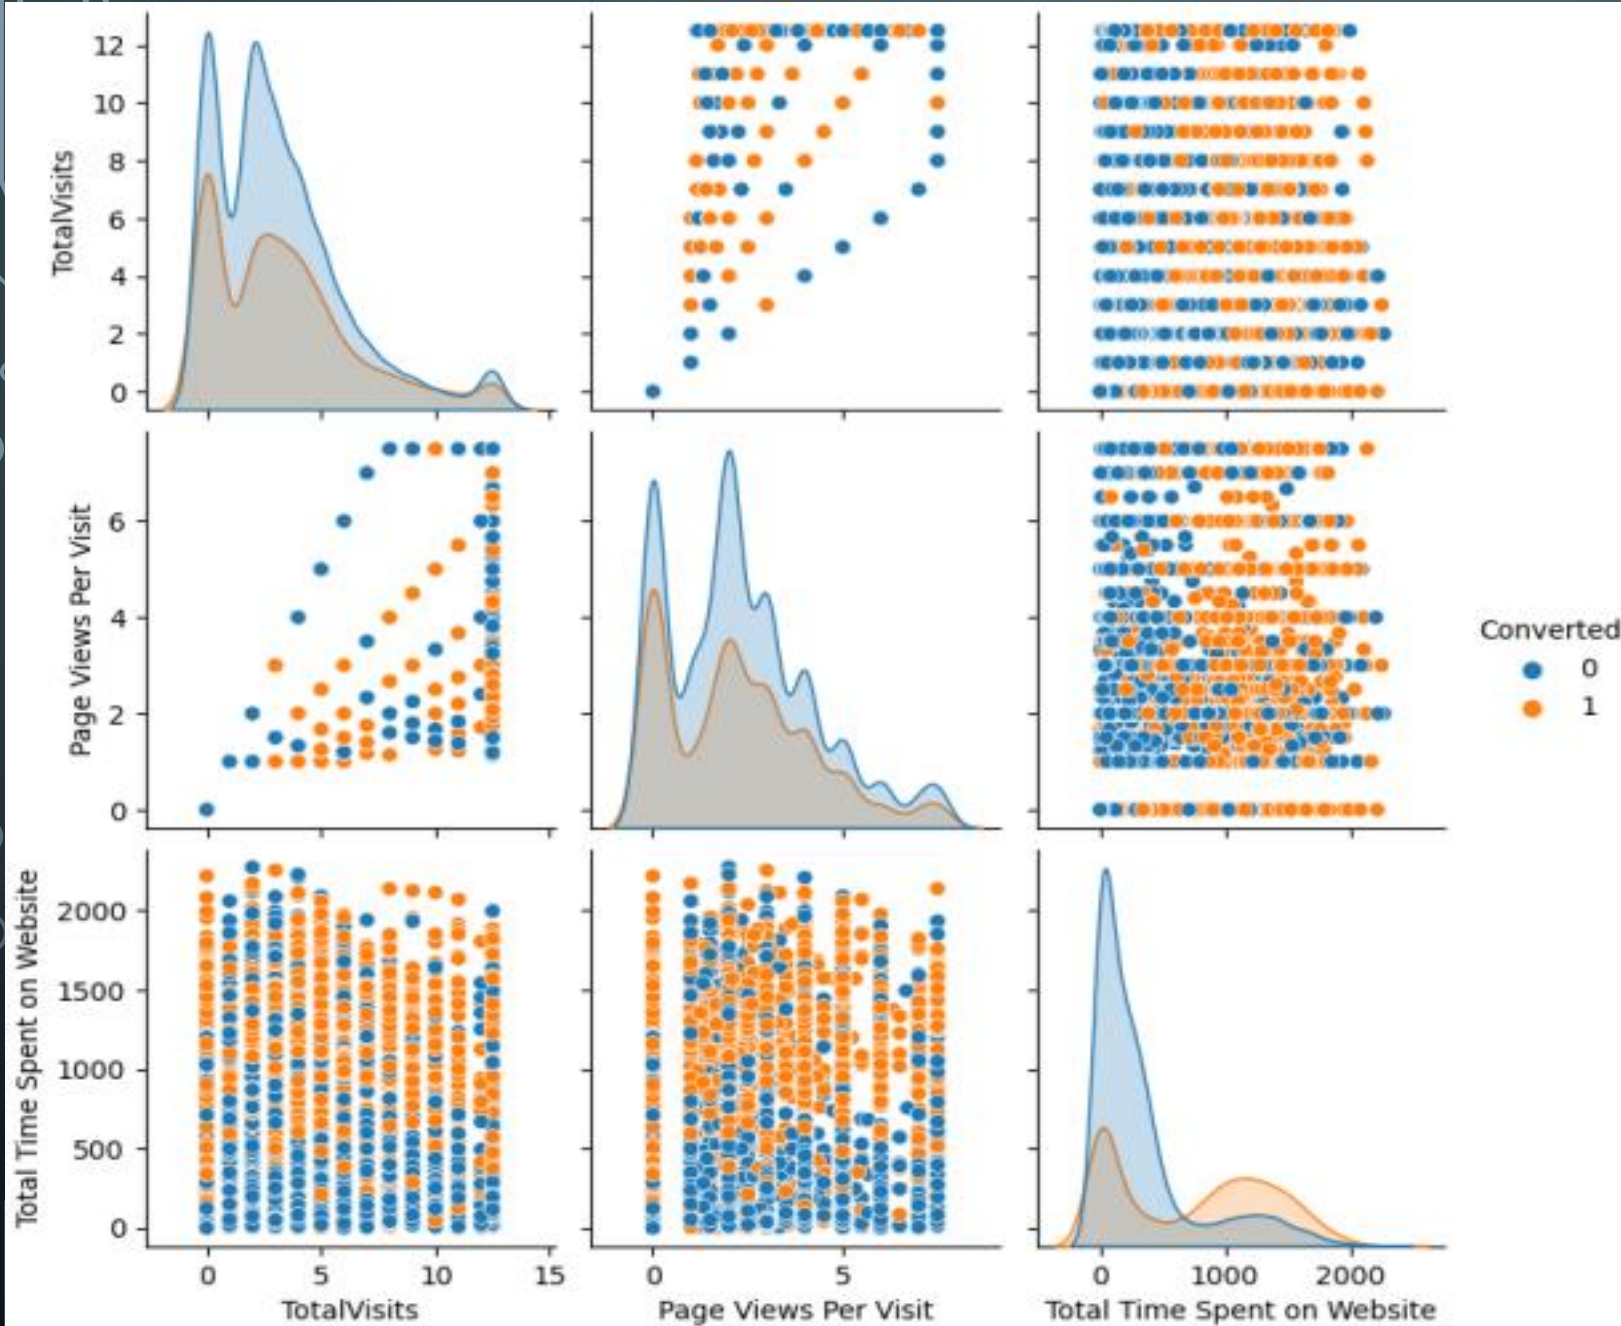 TotalVisits
12
10
8
6
4
2
0
Page Views Per Visit
6
4
2
0
Converted
0
1
Total Time Spent on Website
2000
1500
1000
500
0
0 5 10 15
0 5
0 1000 2000
TotalVisits
Page Views Per Visit
Total Time Spent on Website